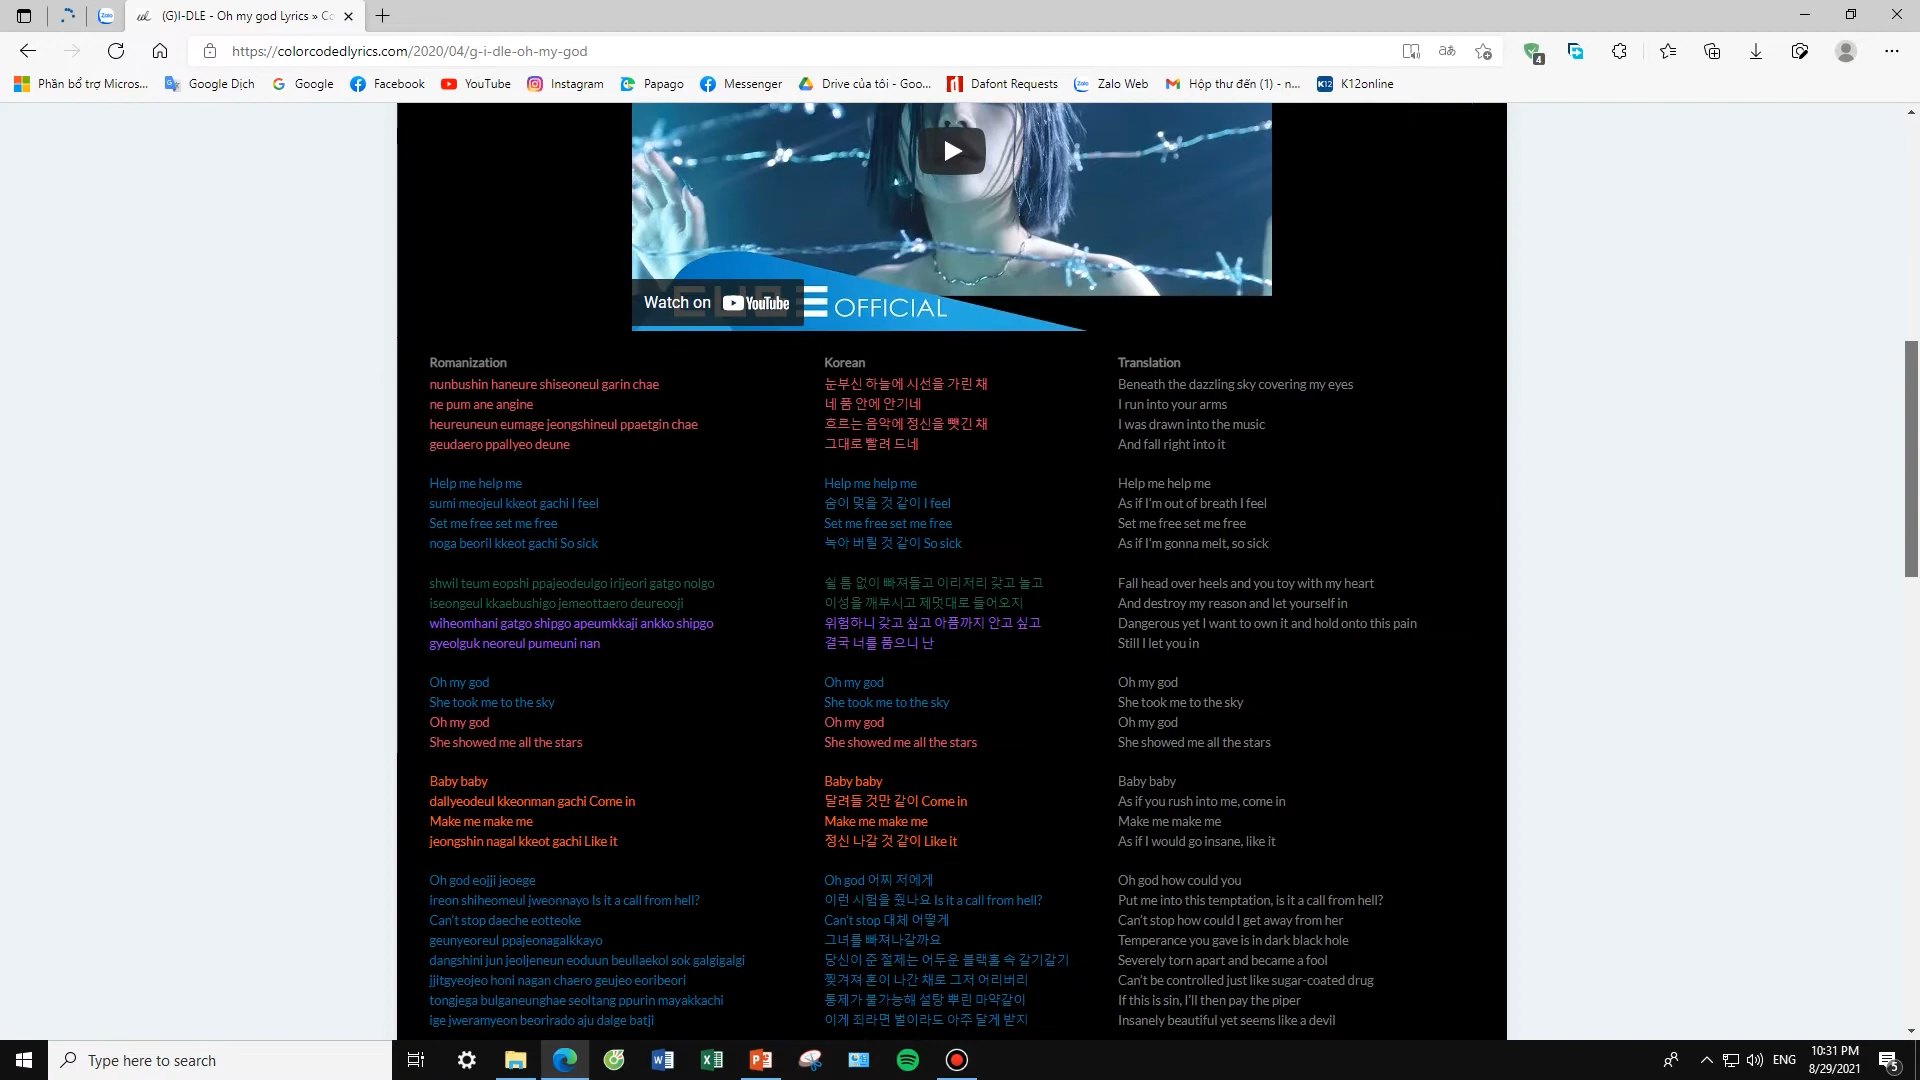 (G)I-DLE - Oh my god Lyrics » Co
https://colorcodedlyrics.com/2020/04/g-i-dle-oh-my-god
4
Phần bổ trợ Micros...
Google Dịch
Google
Facebook
YouTube
Instagram
Papago
Messenger
Drive của tôi - Goo...
Dafont Requests
Zalo Web
Hộp thư đến (1) - n...
K12online
Watch on YouTube
OFFICIAL
Romanization
nunbushin haneure shiseoneul garin chae
ne pum ane angine
heureuneun eumage jeongshineul ppaetgin chae
geudaero ppallyeo deune
Help me help me
sumi meojeul kkeot gachi I feel
Set me free set me free
noga beoril kkeot gachi So sick
shwil teum eopshi ppajeodeulgo irijeori gatgo nolgo
iseongeul kkaebushigo jemeottaero deureooji
wiheomhani gatgo shipgo apeumkkaji ankko shipgo
gyeolguk neoreul pumeuni nan
Oh my god
She took me to the sky
Oh my god
She showed me all the stars
Baby baby
dallyeodeul kkeonman gachi Come in
Make me make me
jeongshin nagal kkeot gachi Like it
Oh god eojji jeoege
ireon shiheomeul jweonnayo Is it a call from hell?
Can't stop daeche eotteoke
geunyeoreul ppajeonagalkkayo
dangshini jun jeoljeneun eoduun beullaekol sok galgigalgi
jjitgyeojeo honi nagan chaero geujeo eoribeori
tongjega bulganeunghae seoltang ppurin mayakkachi
ige jweramyeon beorirado aju dalge batji
Korean
눈부신 하늘에 시선을 가린 채
네 품 안에 안기네
흐르는 음악에 정신을 뺏긴 채
그대로 빨려 드네
Help me help me
숨이 멎을 것 같이 I feel
Set me free set me free
녹아 버릴 것 같이 So sick
쉴 틈 없이 빠져들고 이리저리 갖고 놀고
이성을 깨부시고 제멋대로 들어오지
위험하니 갖고 싶고 아픔까지 안고 싶고
결국 너를 품으니 난
Oh my god
She took me to the sky
Oh my god
She showed me all the stars
Baby baby
달려들 것만 같이 Come in
Make me make me
정신 나갈 것 같이 Like it
Oh god 어찌 저에게
이런 시험을 줬나요 Is it a call from hell?
Can't stop 대체 어떻게
그녀를 빠져나갈까요
당신이 준 절제는 어두운 블랙홀 속 갈기갈기
찢겨져 혼이 나간 채로 그저 어리버리
통제가 불가능해 설탕 뿌린 마약같이
이게 죄라면 벌이라도 아주 달게 받지
Translation
Beneath the dazzling sky covering my eyes
I run into your arms
I was drawn into the music
And fall right into it
Help me help me
As if I'm out of breath I feel
Set me free set me free
As if I'm gonna melt, so sick
Fall head over heels and you toy with my heart
And destroy my reason and let yourself in
Dangerous yet I want to own it and hold onto this pain
Still I let you in
Oh my god
She took me to the sky
Oh my god
She showed me all the stars
Baby baby
As if you rush into me, come in
Make me make me
As if I would go insane, like it
Oh god how could you
Put me into this temptation, is it a call from hell?
Can't stop how could I get away from her
Temperance you gave is in dark black hole
Severely torn apart and became a fool
Can't be controlled just like sugar-coated drug
If this is sin, I'll then pay the piper
Insanely beautiful yet seems like a devil
Type here to search
ENG
10:31 PM
8/29/2021
5